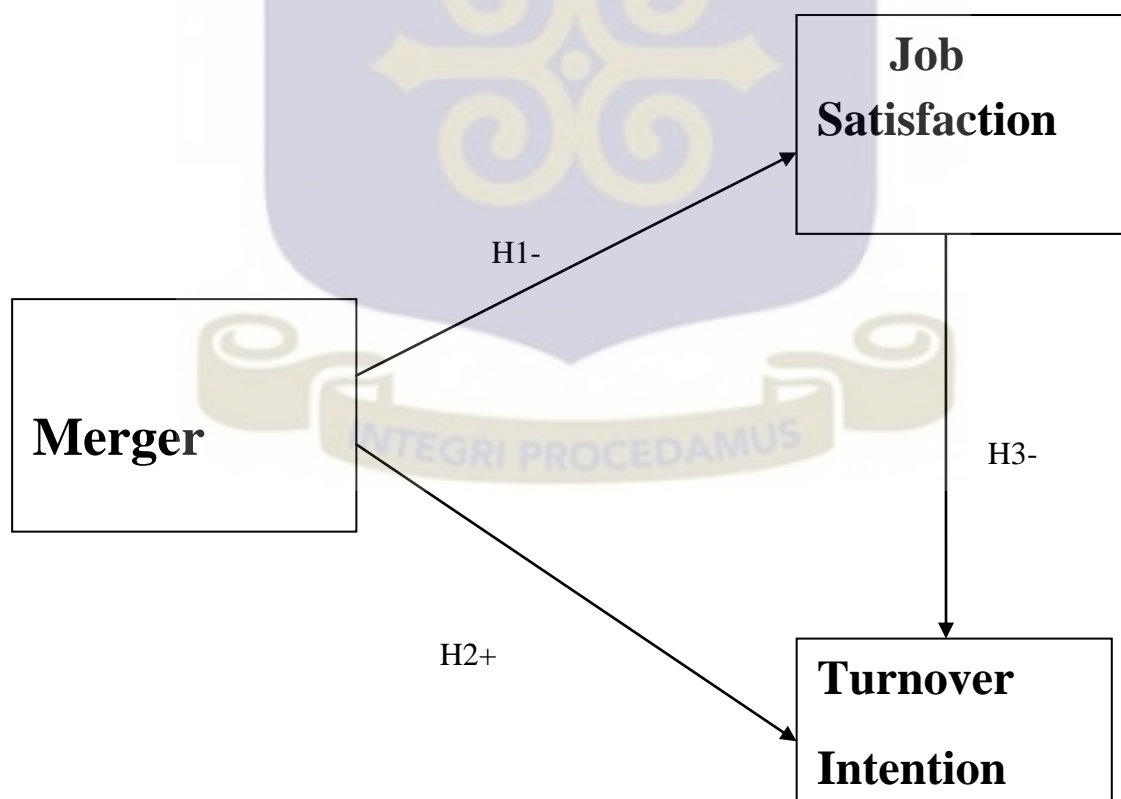 Job
Satisfaction
H1-
Merger
INTEGRI PROCEDAMUS
H3-
H2+
Turnover
Intention